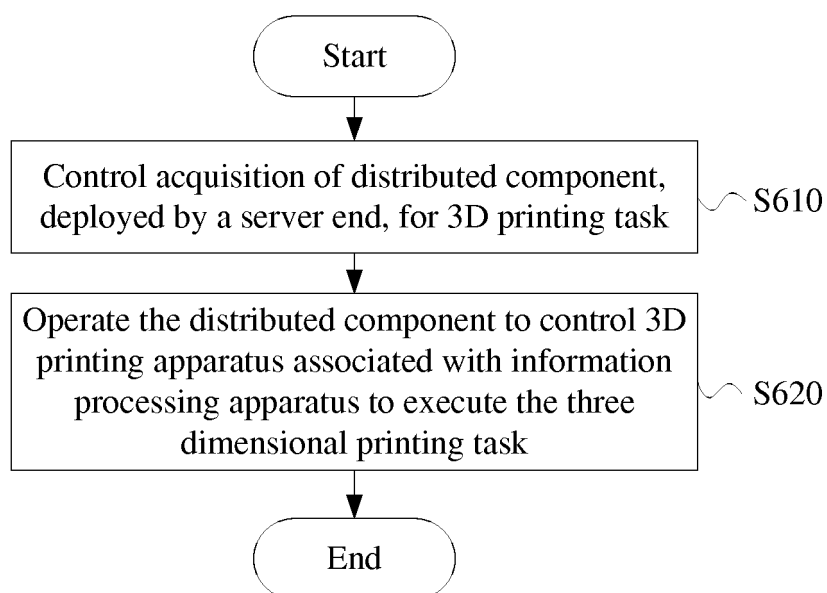 Start
Control acquisition of distributed component,
deployed by a server end, for 3D printing task
S610
Operate the distributed component to control 3D
printing apparatus associated with information
processing apparatus to execute the three
dimensional printing task
S620
End